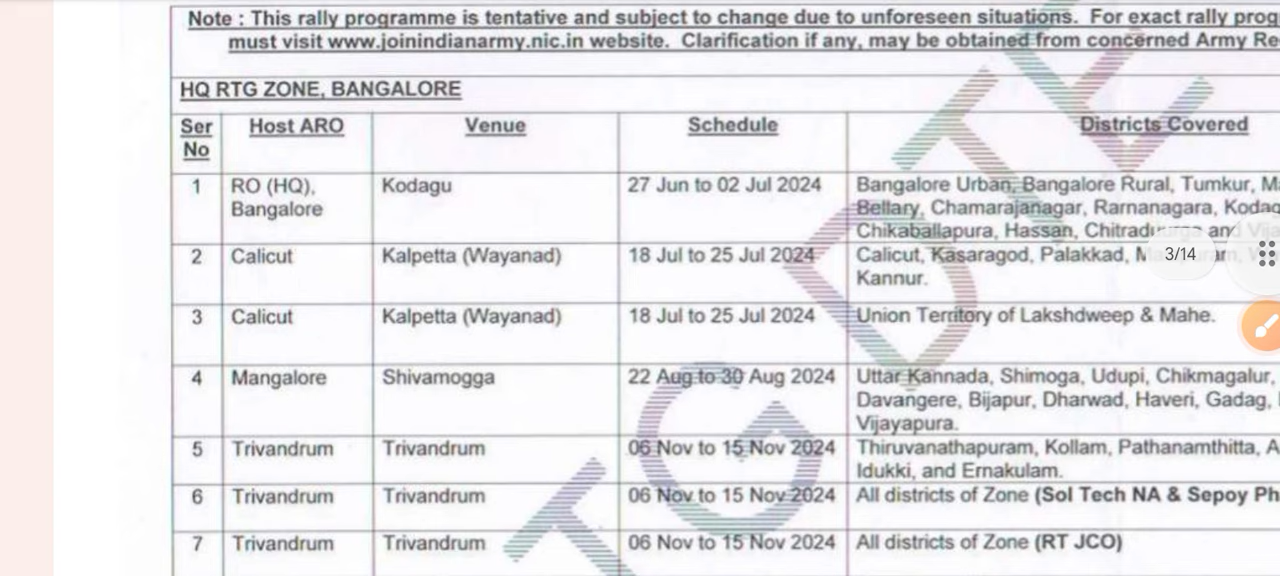 Note : This rally programme is tentative and subject to change due to unforeseen situations. For exact rally prog
must visit www.joinindianarmy.nic.in website. Clarification if any, may be obtained from concerned Army Re
HQ RTG ZONE, BANGALORE
Ser No Host ARO Venue Schedule Districts Covered
1 RO (HQ), Bangalore Kodagu 27 Jun to 02 Jul 2024 Bangalore Urban, Bangalore Rural, Tumkur, M
Bellary, Chamarajanagar, Rarnanagara, Kodag
Chikaballapura, Hassan, and
2 Calicut Kalpetta (Wayanad) 18 Jul to 25 Jul 2024 Calicut, Kasaragod, Palakkad,
Kannur.
3/14
3 Calicut Kalpetta (Wayanad) 18 Jul to 25 Jul 2024 Union Territory of Lakshdweep & Mahe.
4 Mangalore Shivamogga 22 Aug to 30 Aug 2024 Uttar Kannada, Shimoga, Udupi, Chikmagalur,
Davangere, Bijapur, Dharwad, Haveri, Gadag,
Vijayapura.
5 Trivandrum Trivandrum 06 Nov to 15 Nov 2024 Thiruvanathapuram, Kollam, Pathanamthitta, A
Idukki, and Ernakulam.
6 Trivandrum Trivandrum 06 Nov to 15 Nov 2024 All districts of Zone (Sol Tech NA & Sepoy Ph
7 Trivandrum Trivandrum 06 Nov to 15 Nov 2024 All districts of Zone (RT JCO)